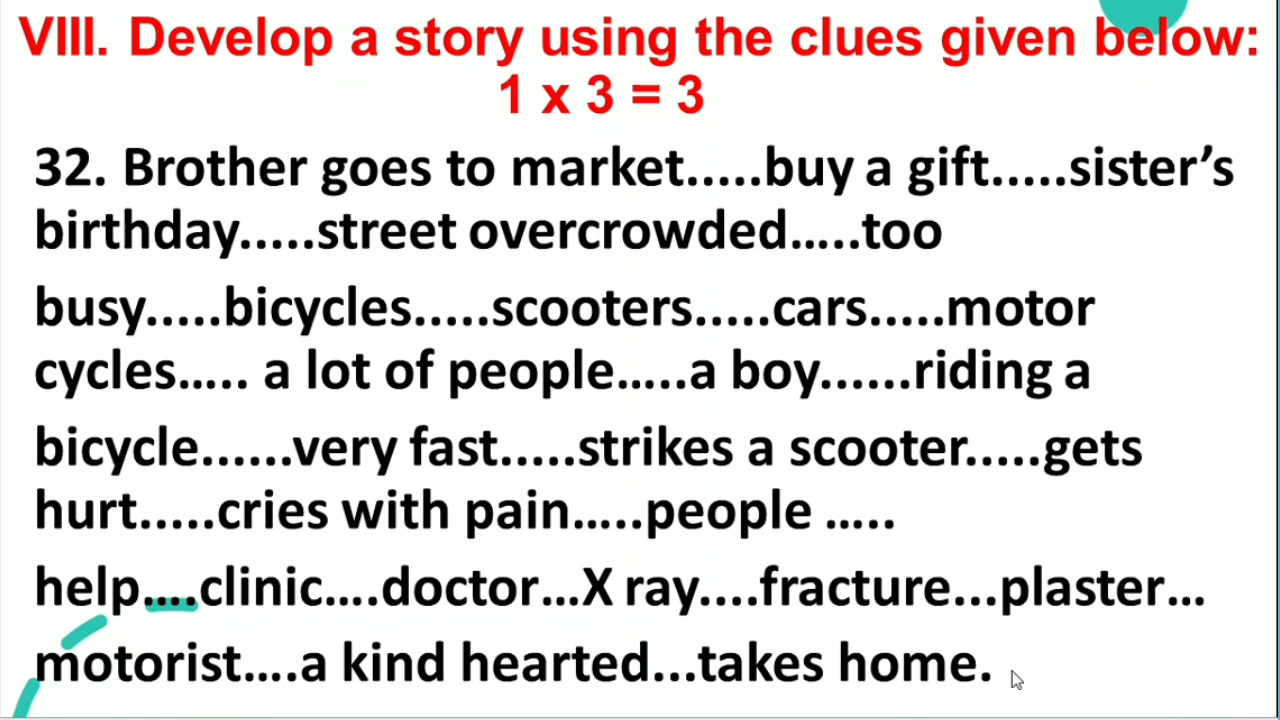 VIII. Develop a story using the clues given below:
1 x 3 = 3
32. Brother goes to market.....buy a gift.....sister’s
birthday.....street overcrowded…..too
busy.....bicycles.....scooters.....cars.....motor
cycles….. a lot of people…..a boy......riding a
bicycle......very fast.....strikes a scooter.....gets
hurt.....cries with pain…..people …..
help....clinic….doctor…X ray....fracture...plaster…
motorist….a kind hearted...takes home.